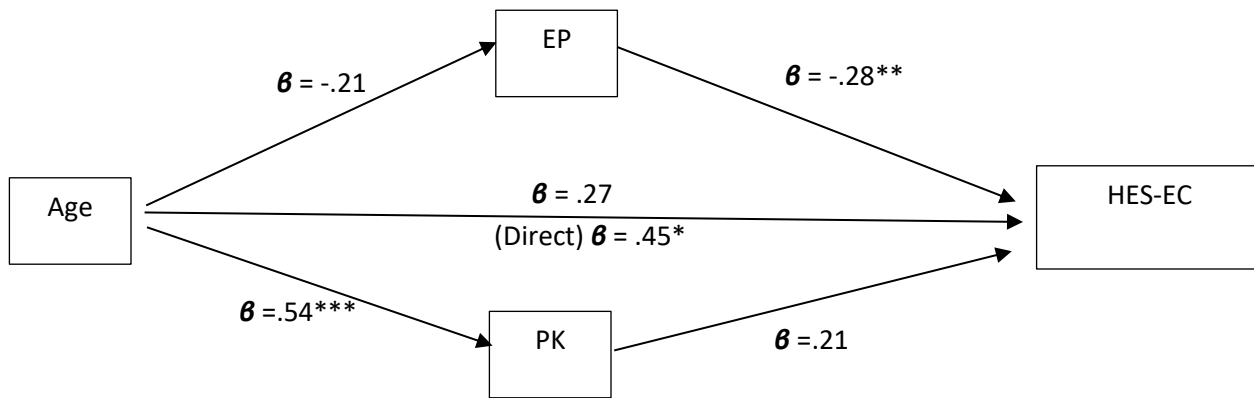 EP
𝞫 = -.21
𝞫 = -.28**
Age
𝞫 = .27
(Direct) 𝞫 = .45*
HES-EC
𝞫 =.54***
PK
𝞫 =.21